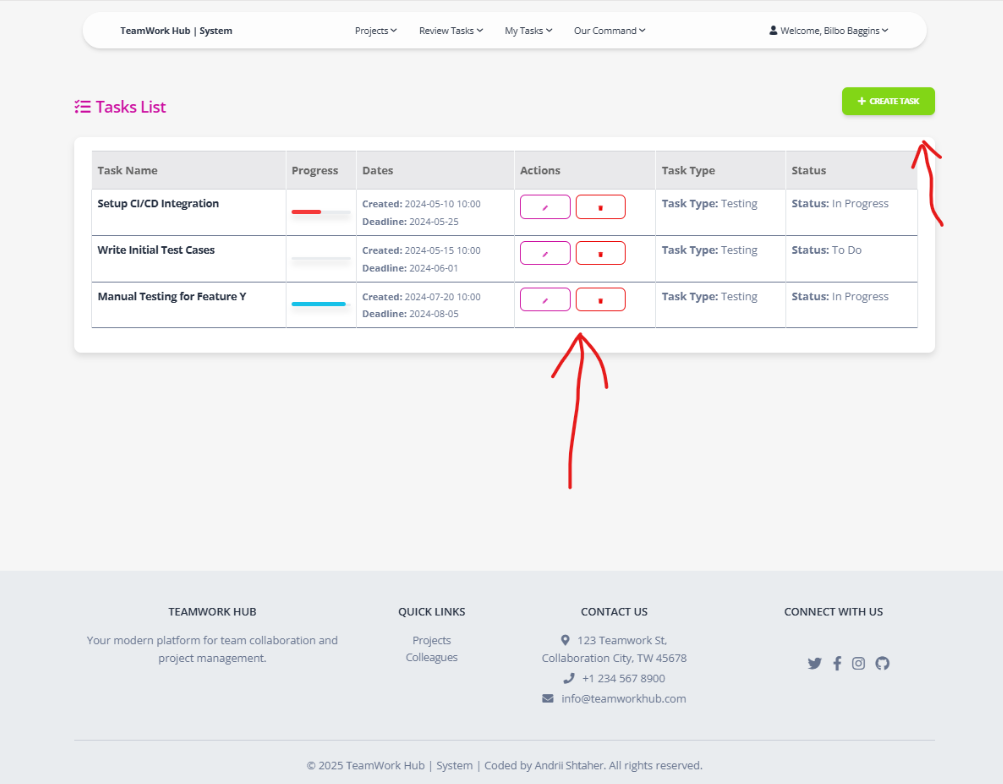 TeamWork Hub | System
Projects
Review Tasks
My Tasks
Our Command
Welcome, Bilbo Baggins
Tasks List
CREATE TASK
Task Name Progress Dates Actions Task Type Status
Setup CI/CD Integration Created: 2024-05-10 10:00 Task Type: Testing Status: In Progress
Deadline: 2024-05-25
Write Initial Test Cases Created: 2024-05-15 10:00 Task Type: Testing Status: To Do
Deadline: 2024-06-01
Manual Testing for Feature Y Created: 2024-07-20 10:00 Task Type: Testing Status: In Progress
Deadline: 2024-08-05
TEAMWORK HUB
Your modern platform for team collaboration and
project management.
QUICK LINKS
Projects
Colleagues
CONTACT US
123 Teamwork St,
Collaboration City, TW 45678
+1 234 567 8900
info@teamworkhub.com
CONNECT WITH US
© 2025 TeamWork Hub | System | Coded by Andrii Shtaher. All rights reserved.